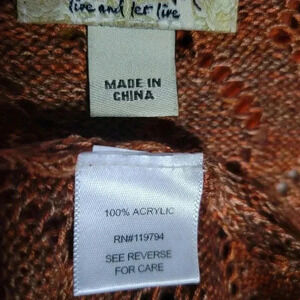 live and let live
MADE IN
CHINA
100% ACRYLIC
RN#119794
SEE REVERSE
FOR CARE